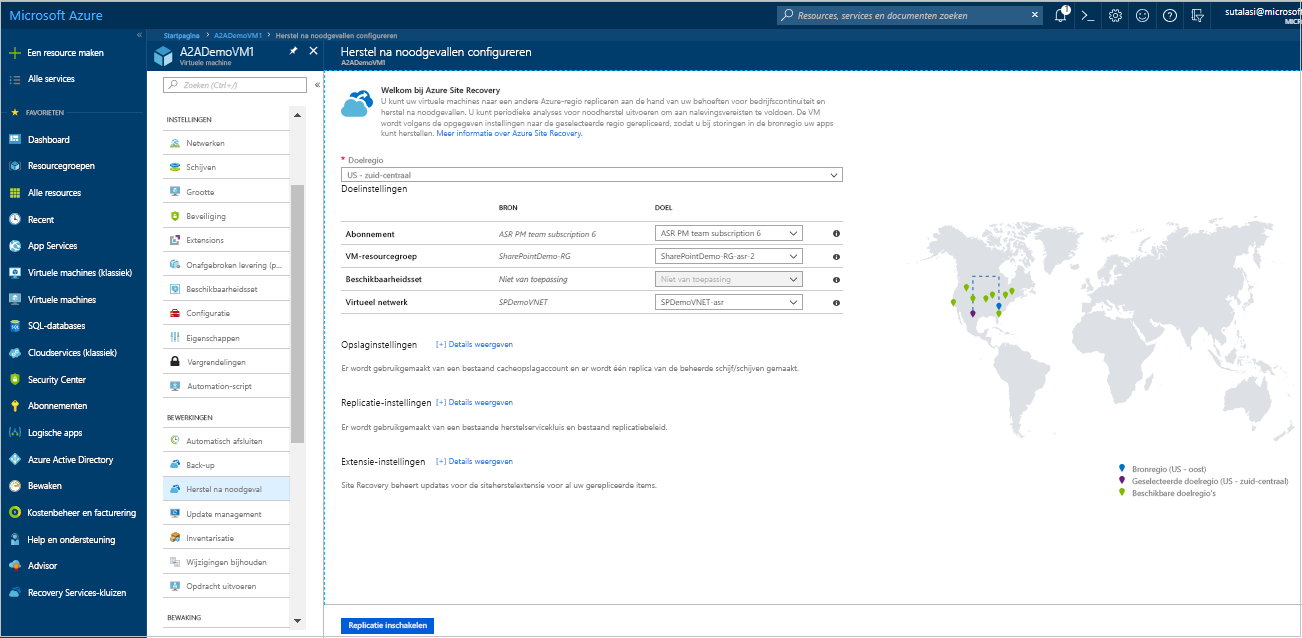 Microsoft Azure
Resources, services en documenten zoeken
1
sutalasi@microsoft
MICR
Een resource maken
Alle services
FAVORIETEN
Dashboard
Resourcegroepen
Alle resources
Recent
App Services
Virtuele machines (klassiek)
Virtuele machines
SQL-databases
Cloudservices (klassiek)
Security Center
Abonnementen
Logische apps
Azure Active Directory
Bewaken
Kostenbeheer en facturering
Help en ondersteuning
Advisor
Recovery Services-kluizen
Startpagina > A2ADemoVM1 > Herstel na noodgevallen configureren
A2ADemoVM1
Virtuele machine
Zoeken (Ctrl+/)
INSTELLINGEN
Netwerken
Schijven
Grootte
Beveiliging
Extensions
Onafgebroken levering (p...
Beschikbaarheidsset
Configuratie
Eigenschappen
Vergrendelingen
Automation-script
BEWERKINGEN
Automatisch afsluiten
Back-up
Herstel na noodgeval
Update management
Inventarisatie
Wijzigingen bijhouden
Opdracht uitvoeren
BEWAKING
Herstel na noodgevallen configureren
A2ADemoVM1
Welkom bij Azure Site Recovery
U kunt uw virtuele machines naar een andere Azure-regio repliceren aan de hand van uw behoeften voor bedrijfscontinuïteit en
herstel na noodgevallen. U kunt periodieke analyses voor noodherstel uitvoeren om aan nalevingsvereisten te voldoen. De VM
wordt volgens de opgegeven instellingen naar de geselecteerde regio gerepliceerd, zodat u bij storingen in de bronregio uw apps
kunt herstellen. Meer informatie over Azure Site Recovery.
* Doelregio
US - zuid-centraal
Doelinstellingen
BRON DOEL
Abonnement ASR PM team subscription 6 ASR PM team subscription 6
VM-resourcegroep SharePointDemo-RG SharePointDemo-RG-asr-2
Beschikbaarheidsset Niet van toepassing Niet van toepassing
Virtueel netwerk SPDemoVNET SPDemoVNET-asr
Opslaginstellingen [+] Details weergeven
Er wordt gebruikgemaakt van een bestaand cacheopslagaccount en er wordt één replica van de beheerde schijf/schijven gemaakt.
Replicatie-instellingen [+] Details weergeven
Er wordt gebruikgemaakt van een bestaande herstelservicekluis en bestaand replicatiebeleid.
Extensie-instellingen [+] Details weergeven
Site Recovery beheert updates voor de siteherstelextensie voor al uw gerepliceerde items.
Bronregio (US - oost)
Geselecteerde doelregio (US - zuid-centraal)
Beschikbare doelregio's
Replicatie inschakelen